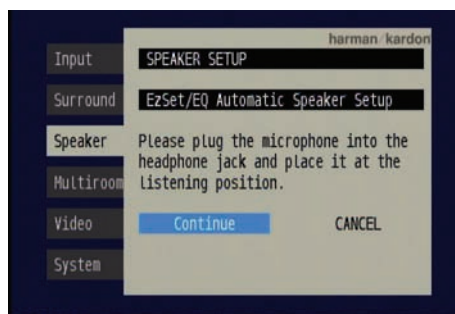 harman/kardon
Input
SPEAKER SETUP
Surround
EzSet/EQ Automatic Speaker Setup
Speaker
Please plug the microphone into the
headphone jack and place it at the
listening position.
Multiroom
Video
Continue
CANCEL
System